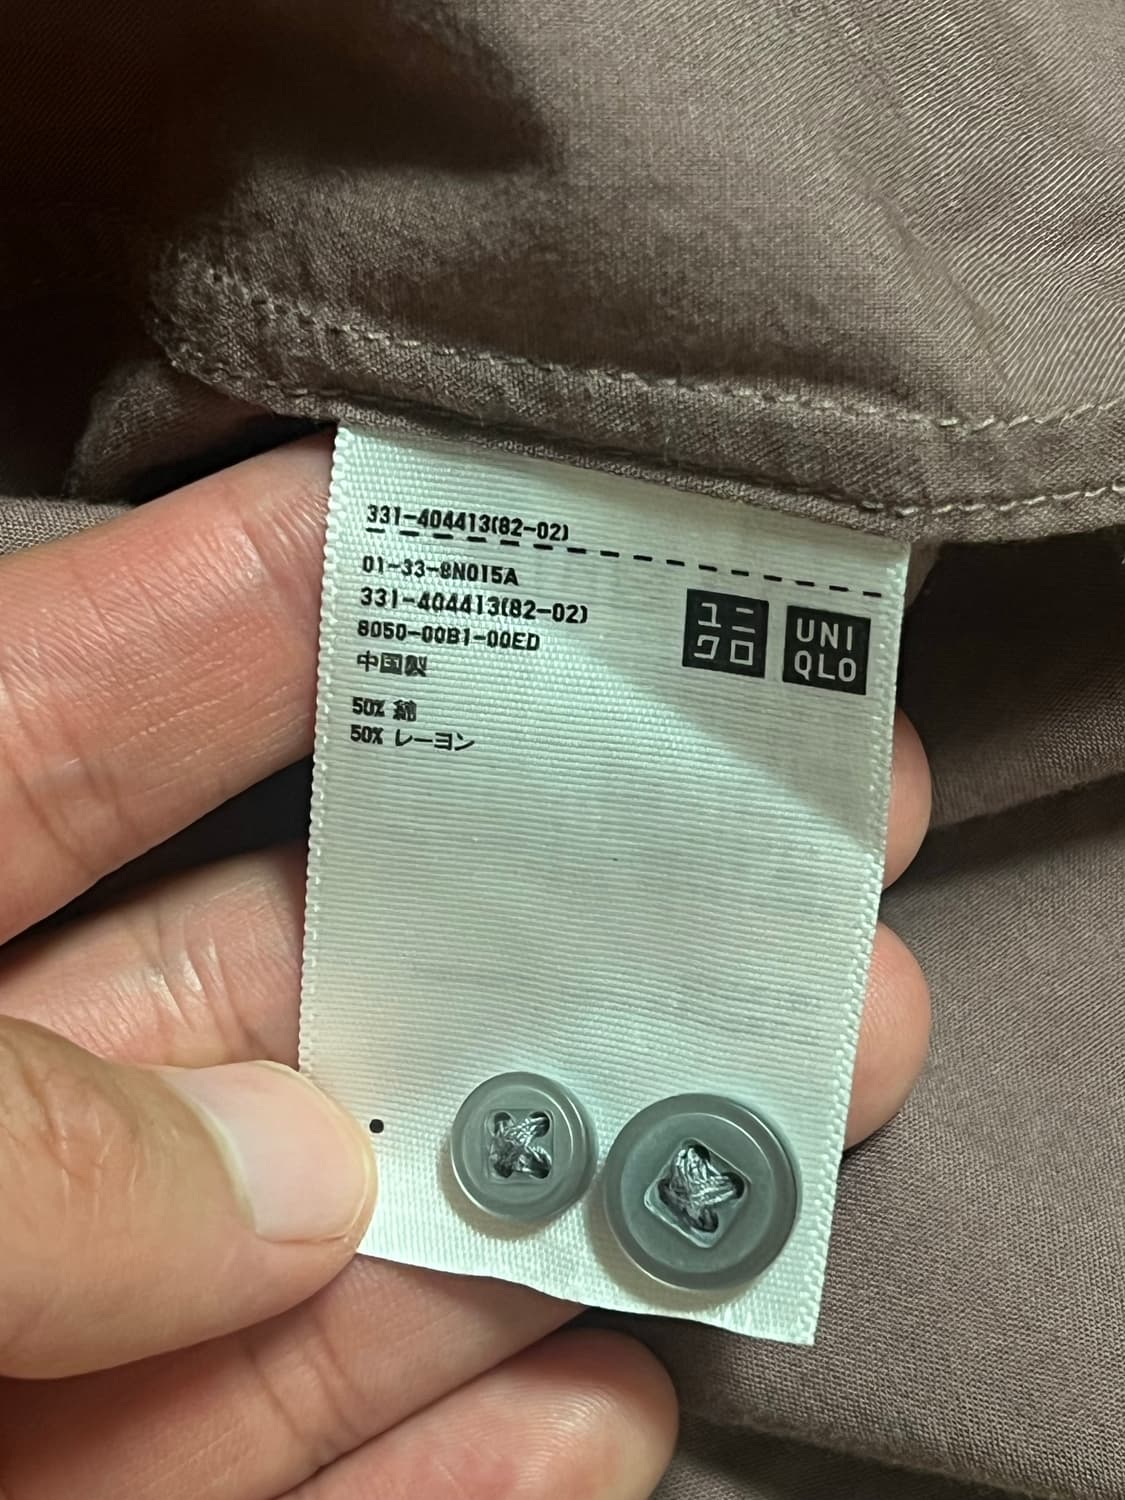 331-404413(82-02)
01-33-8N015A
331-404413(82-02)
8050-00B1-00ED
中国製
50% 綿
50% レーヨン
ユニ
クロ
UNI
QLO